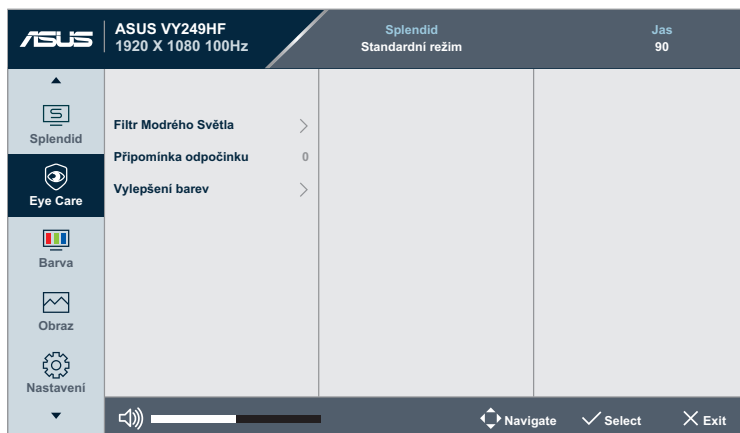 ASUS
ASUS VY249HF
1920 X 1080 100Hz
Splendid
Standardní režim
Jas
90
Splendid
Eye Care
Barva
Obraz
Nastavení
Filtr Modrého Světla
Připomínka odpočinku 0
Vylepšení barev
Navigate
Select
Exit